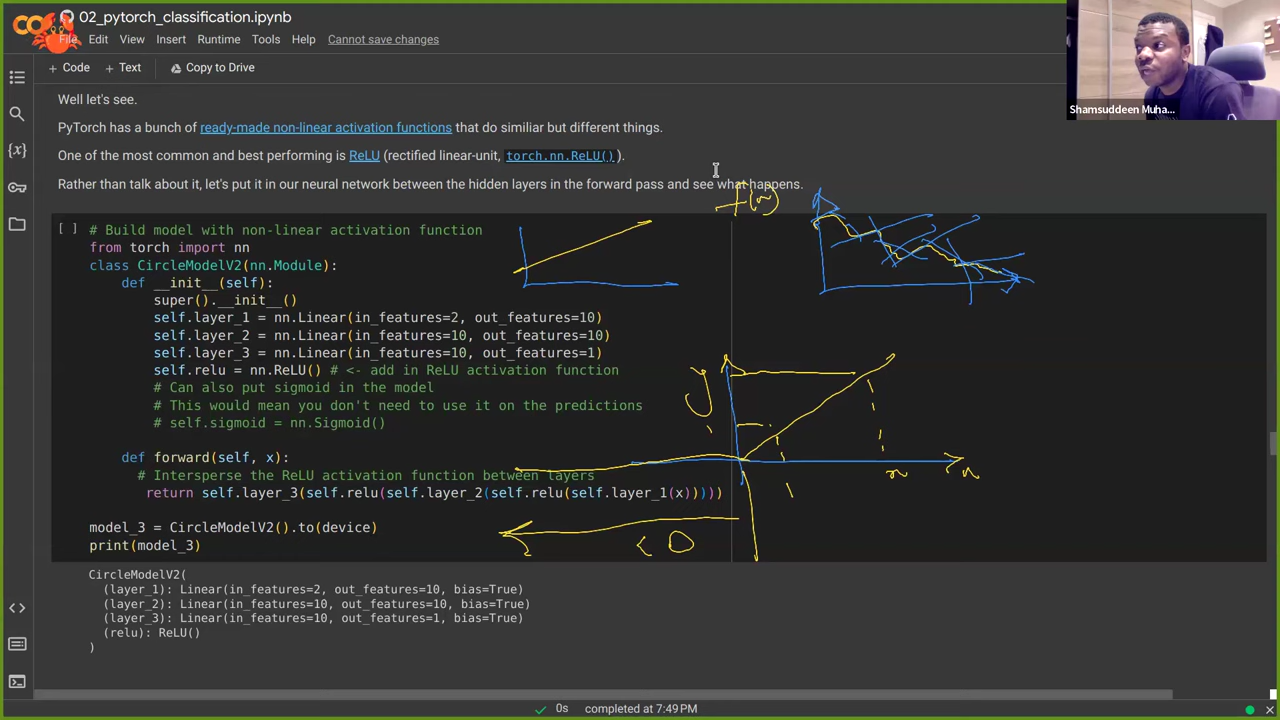 02_pytorch_classification.ipynb
File Edit View Insert Runtime Tools Help Cannot save changes
+ Code + Text Copy to Drive
Shamsuddeen Muha...
Well let's see.
PyTorch has a bunch of ready-made non-linear activation functions that do similiar but different things.
One of the most common and best performing is ReLU (rectified linear-unit, torch.nn.ReLU()).
Rather than talk about it, let's put it in our neural network between the hidden layers in the forward pass and see what happens.
[ ] # Build model with non-linear activation function
from torch import nn
class CircleModelV2(nn.Module):
def __init__(self):
super().__init__()
self.layer_1 = nn.Linear(in_features=2, out_features=10)
self.layer_2 = nn.Linear(in_features=10, out_features=10)
self.layer_3 = nn.Linear(in_features=10, out_features=1)
self.relu = nn.ReLU() # <- add in ReLU activation function
# Can also put sigmoid in the model
# This would mean you don't need to use it on the predictions
# self.sigmoid = nn.Sigmoid()
def forward(self, x):
# Intersperse the ReLU activation function between layers
return self.layer_3(self.relu(self.layer_2(self.relu(self.layer_1(x)))))
model_3 = CircleModelV2().to(device)
print(model_3)
y
1
< 0
CircleModelV2(
(layer_1): Linear(in_features=2, out_features=10, bias=True)
(layer_2): Linear(in_features=10, out_features=10, bias=True)
(layer_3): Linear(in_features=10, out_features=1, bias=True)
(relu): ReLU()
)
0s completed at 7:49 PM